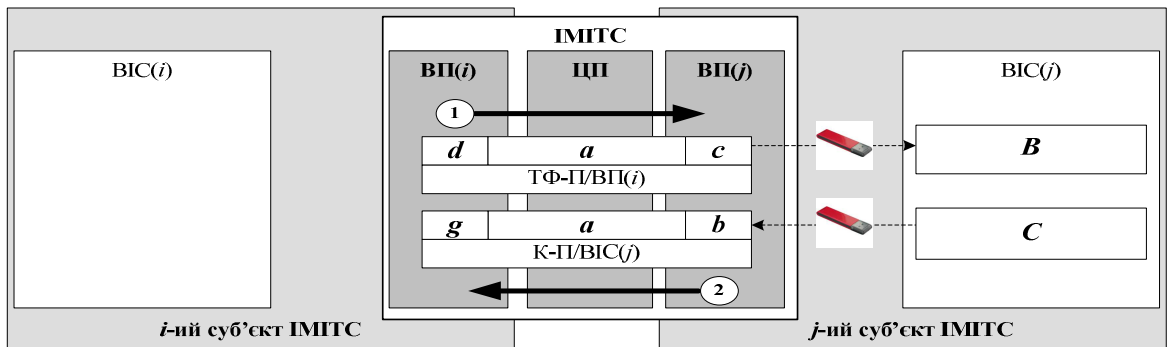 ІМІТС
ВІС(i)
ВП(i)
ЦП
ВП(j)
ВІС(j)
1
d
a
c
B
ТФ-П/ВП(i)
g
a
b
C
К-П/ВІС(j)
2
i-ий суб’єкт ІМІТС
j-ий суб’єкт ІМІТС